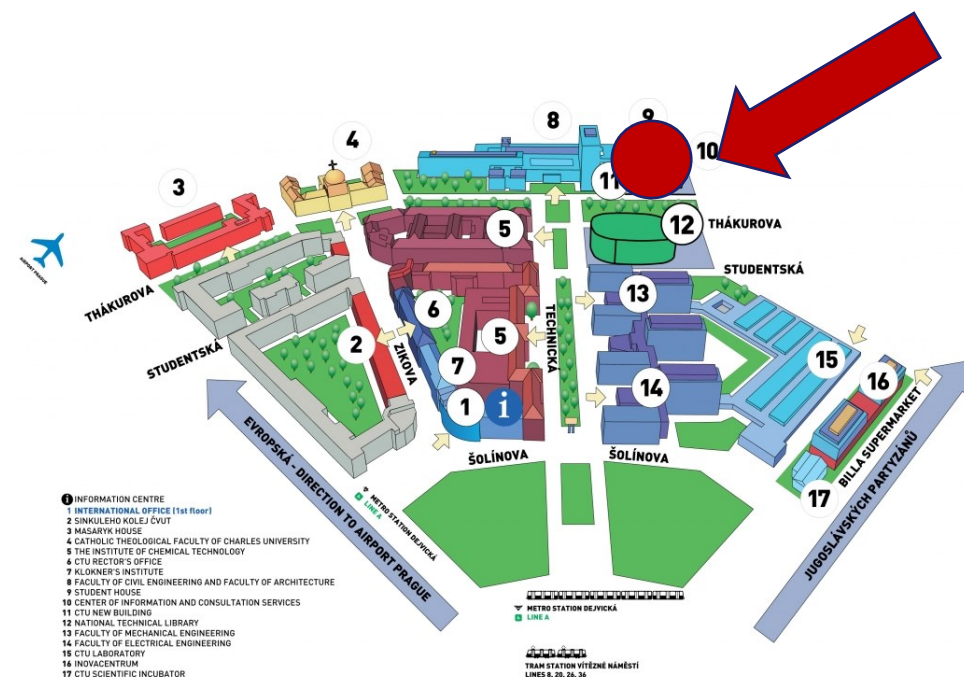 8
9
10
4
3
11
5
12
THÁKUROVA
AIRPORT PRAGUE
STUDENTSKÁ
THÁKUROVA
13
6
TECHNICKÁ
5
STUDENTSKÁ
2
ZIKOVA
15
7
16
14
1
i
BILLA SUPERMARKET
ŠOLÍNOVA
ŠOLÍNOVA
17
JUGOSLÁVSKÝCH PARTYZÁNŮ
EVROPSKÁ - DIRECTION TO AIRPORT PRAGUE
METRO STATION DEJVICKÁ
LINE A
i INFORMATION CENTRE
1 INTERNATIONAL OFFICE (1st floor)
2 SINKULEHO KOLEJ ČVUT
3 MASARYK HOUSE
4 CATHOLIC THEOLOGICAL FACULTY OF CHARLES UNIVERSITY
5 THE INSTITUTE OF CHEMICAL TECHNOLOGY
6 CTU RECTOR'S OFFICE
7 KLOKNER'S INSTITUTE
8 FACULTY OF CIVIL ENGINEERING AND FACULTY OF ARCHITECTURE
9 STUDENT HOUSE
10 CENTER OF INFORMATION AND CONSULTATION SERVICES
11 CTU NEW BUILDING
12 NATIONAL TECHNICAL LIBRARY
13 FACULTY OF MECHANICAL ENGINEERING
14 FACULTY OF ELECTRICAL ENGINEERING
15 CTU LABORATORY
16 INOVACENTRUM
17 CTU SCIENTIFIC INCUBATOR
METRO STATION DEJVICKÁ
LINE A
TRAM STATION VÍTĚZNÉ NÁMĚSTÍ
LINES 8, 20, 26, 36